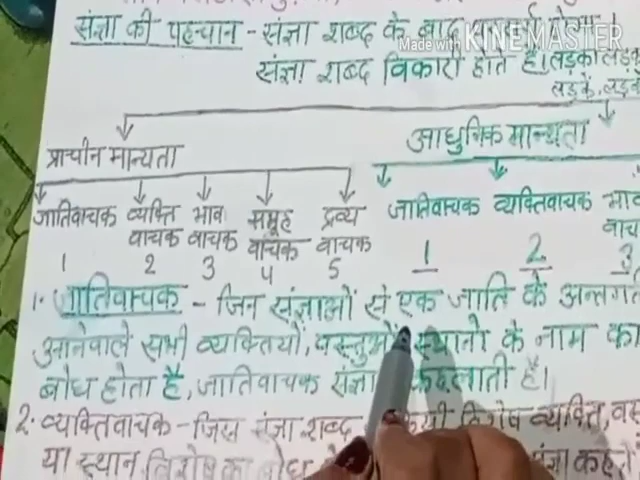 संज्ञा की पहचान - संज्ञा शब्द के बाद
Made with KINEMASTER
संज्ञा शब्द विकारी होते हैं। लड़का लड़के
लड़कें, लड़के
प्राचीन मान्यता
आधुनिक मान्यता
जातिवाचक व्यक्ति वाचक भाव वाचक समूह वाचक द्रव्य वाचक
1 2 3 4 5
जातिवाचक व्यक्तिवाचक भाव वाच
1 2 3
1. जातिवाचक - जिन संज्ञाओं से एक जाति के अन्तर्गत
आनेवाले सभी व्यक्तियों, वस्तुओं स्थानो के नाम का
बोध होता है, जातिवाचक संज्ञा कहलाती है।
2. व्यक्तिवाचक - जिस संज्ञा शब्द विशेष व्यक्ति,
या स्थान विशेष का बोध